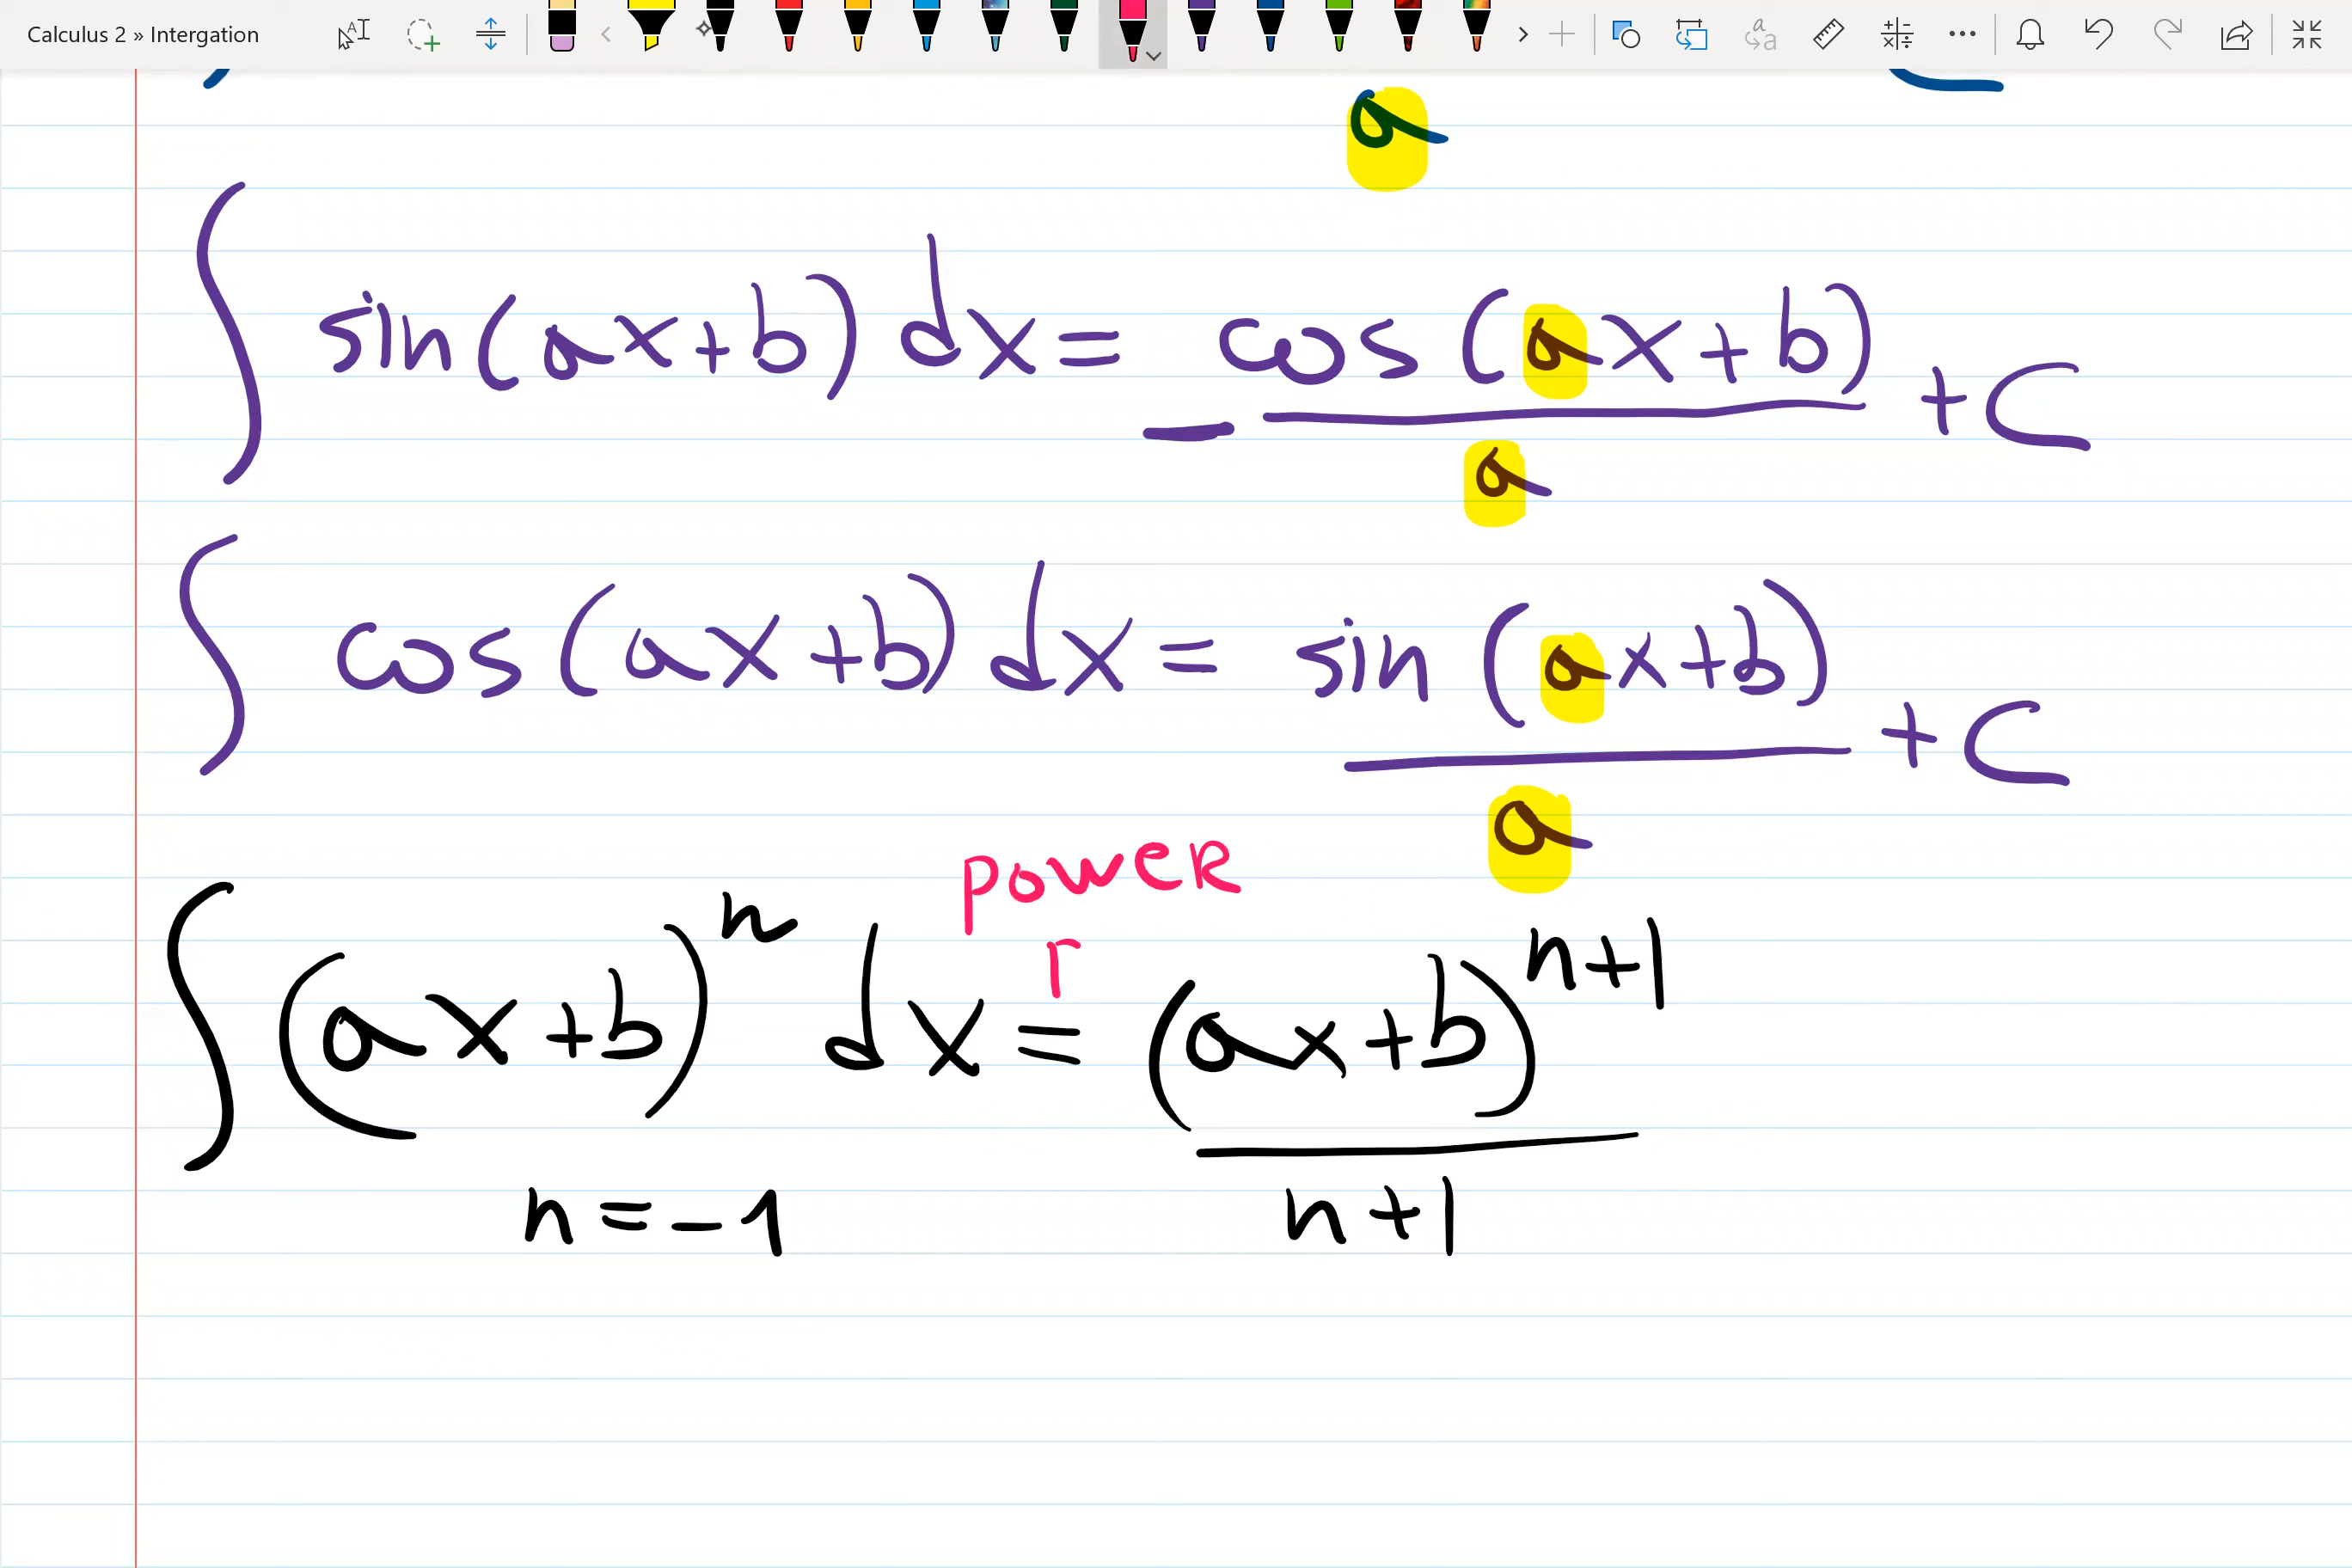 Calculus 2 » Intergation
a
∫ sin(ax+b) dx = - cos(ax+b) / a + C
∫ cos(ax+b) dx = sin(ax+b) / a + C
power
r
∫ (ax+b)^n dx = (ax+b)^(n+1) / n+1
n = -1